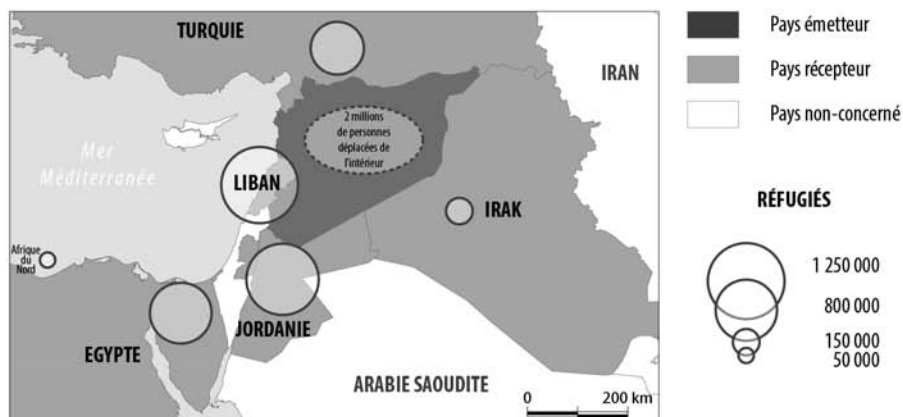 TURQUIE
IRAN
2 millions
de personnes
déplacées de
l'intérieur
Mer
Méditerranée
LIBAN
IRAK
Afrique
du
Nord
JORDANIE
EGYPTE
ARABIE SAOUDITE
0 200 km
Pays émetteur
Pays récepteur
Pays non-concerné
RÉFUGIÉS
1 250 000
800 000
150 000
50 000